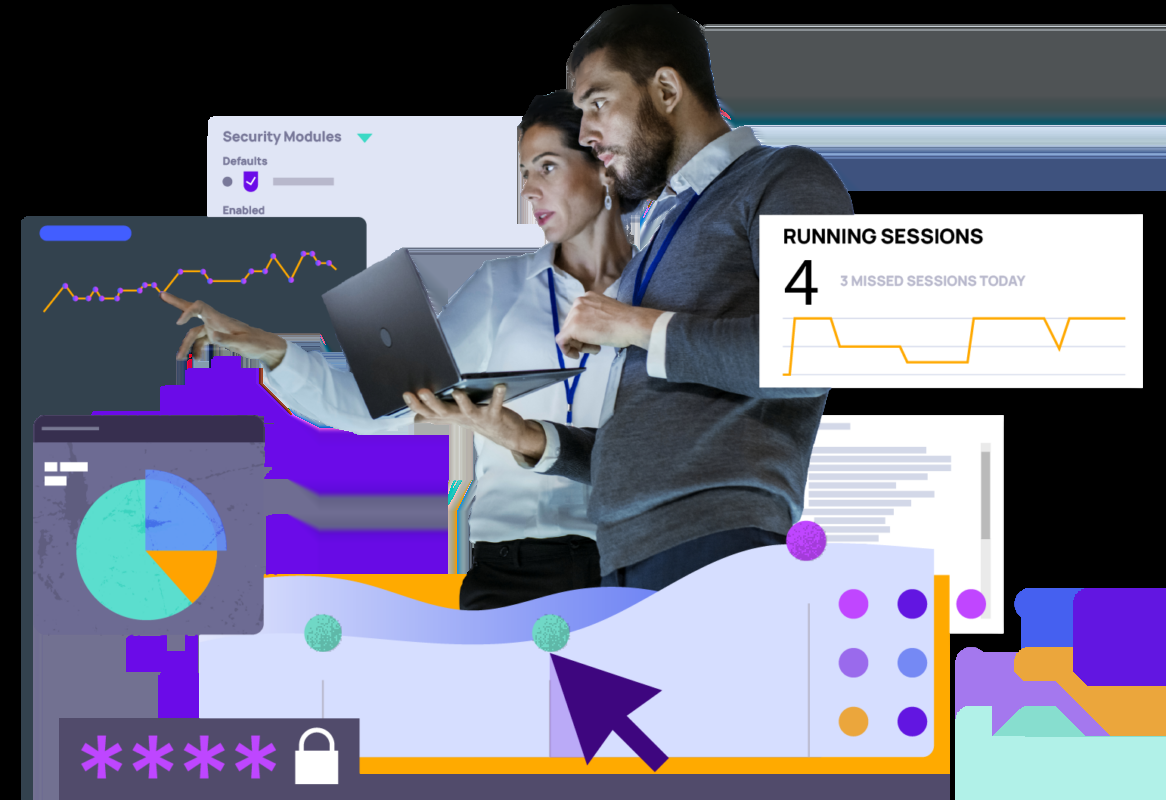 Security Modules
Defaults
Enabled
RUNNING SESSIONS
4
3 MISSED SESSIONS TODAY
****